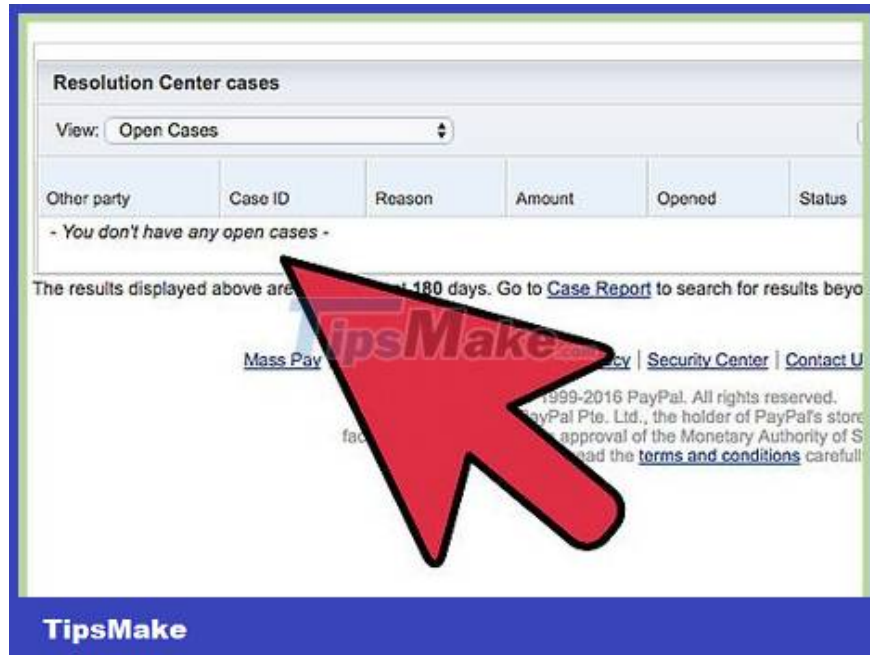 Resolution Center cases
View: Open Cases
Other party Case ID Reason Amount Opened Status
- You don't have any open cases -
The results displayed above are 180 days. Go to Case Report to search for results beyo
TipsMake.com
Mass Pay | Security Center | Contact U
1999-2016 PayPal. All rights reserved.
PayPal Pte. Ltd., the holder of PayPal's store
approval of the Monetary Authority of S
read the terms and conditions carefull
TipsMake